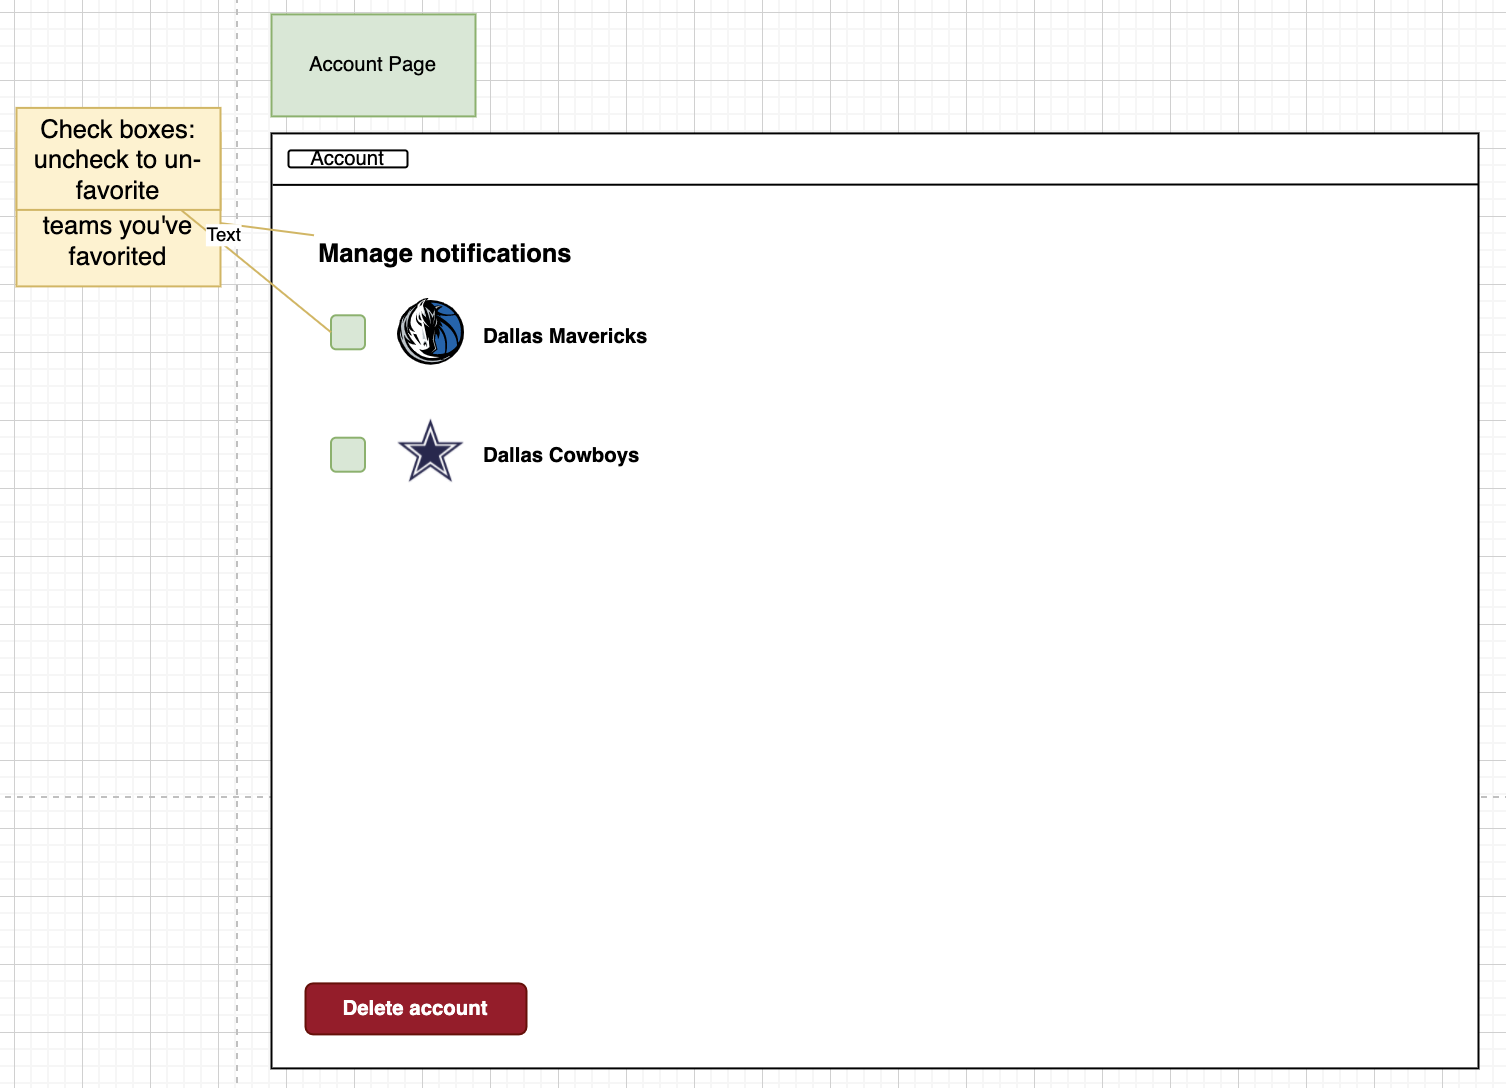 Account Page
Check boxes:
uncheck to un-
favorite
teams you've
favorited
Text
Account
Manage notifications
Dallas Mavericks
Dallas Cowboys
Delete account